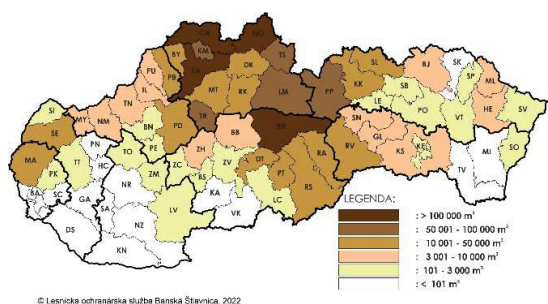 CA
NO
BY
KM
TS
ZA
DK
PU
PB
MT
RK
LM
PP
KK
SL
BJ
SK
SP
ML
IL
LE
SB
PO
VT
HE
SV
SI
MY
NM
TN
BN
PD
TR
BB
BR
SN
GL
KS
KE
SE
PN
TO
PE
ZH
RA
RV
SO
MA
PK
TT
HC
ZM
ZC
BS
ZV
DT
PT
MI
TV
BA
SC
GA
NR
LV
KA
LC
RS
SA
NZ
VK
DS
KN
LEGENDA:
: > 100 000 m³
: 50 001 - 100 000 m³
: 10 001 - 50 000 m³
: 3 001 - 10 000 m³
: 101 - 3 000 m³
: < 101 m³
© Lesnícka ochranárska služba Banská Štiavnica, 2022